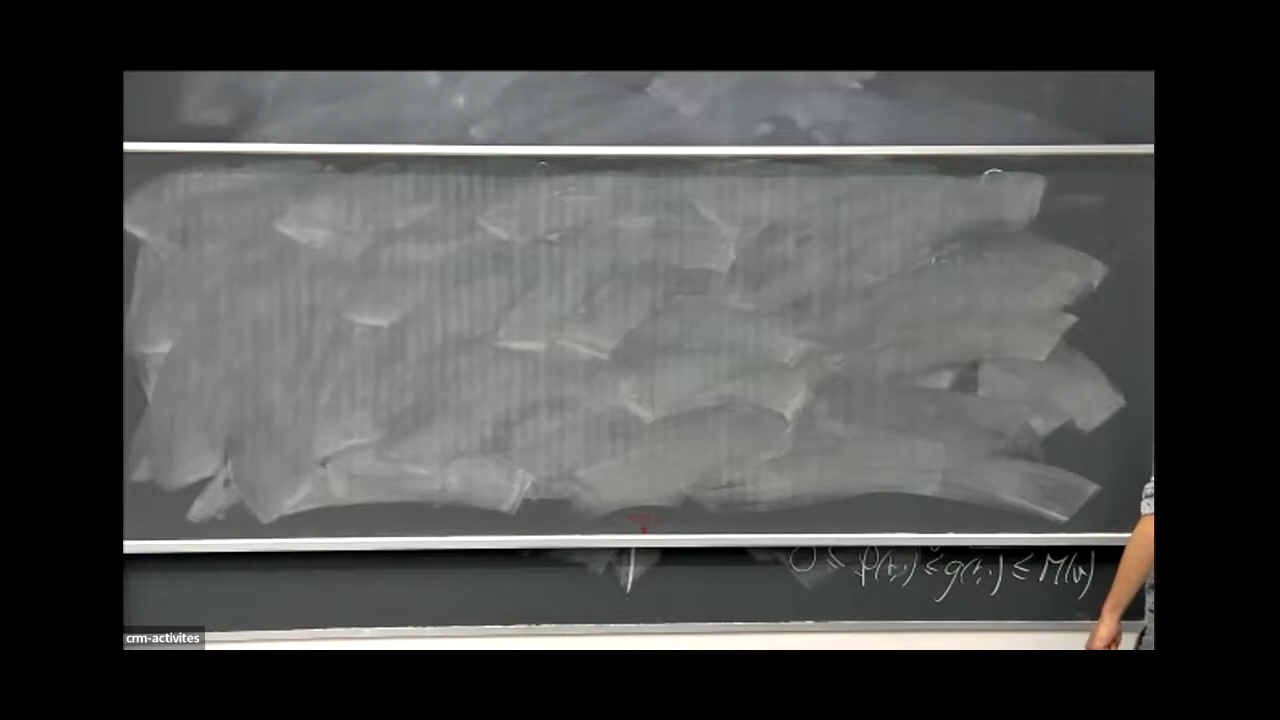 0 ≤ f(t,·) ≤ g(t,·) ≤ M(v)
crm-activites